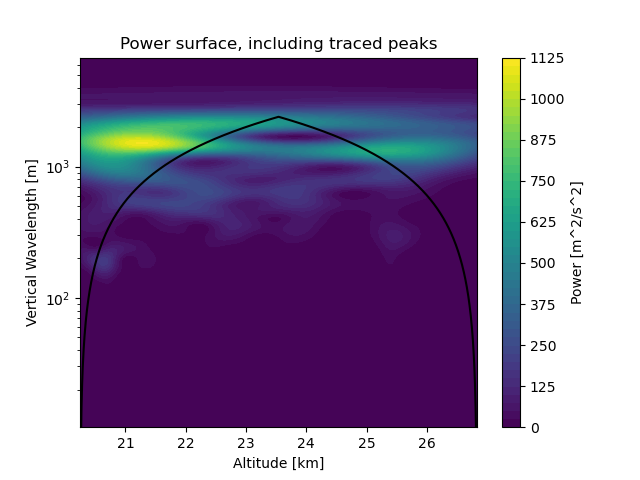 Power surface, including traced peaks
Vertical Wavelength [m]
10^3
10^2
21 22 23 24 25 26
Altitude [km]
1125
1000
875
750
625
500
375
250
125
0
Power [m^2/s^2]